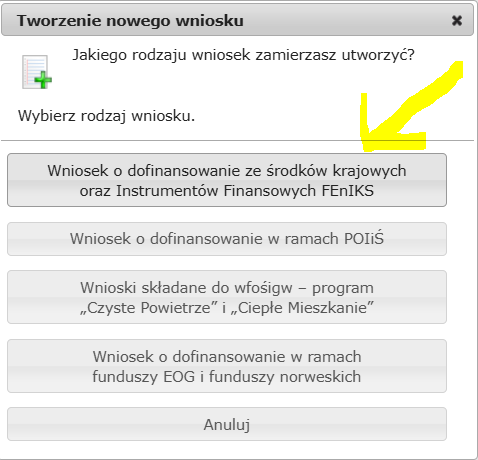 Tworzenie nowego wniosku
Jakiego rodzaju wniosek zamierzasz utworzyć?
Wybierz rodzaj wniosku.
Wniosek o dofinansowanie ze środków krajowych
oraz Instrumentów Finansowych FEnIKS
Wniosek o dofinansowanie w ramach POIiŚ
Wnioski składane do wfośigw – program
„Czyste Powietrze” i „Ciepłe Mieszkanie”
Wniosek o dofinansowanie w ramach
funduszy EOG i funduszy norweskich
Anuluj